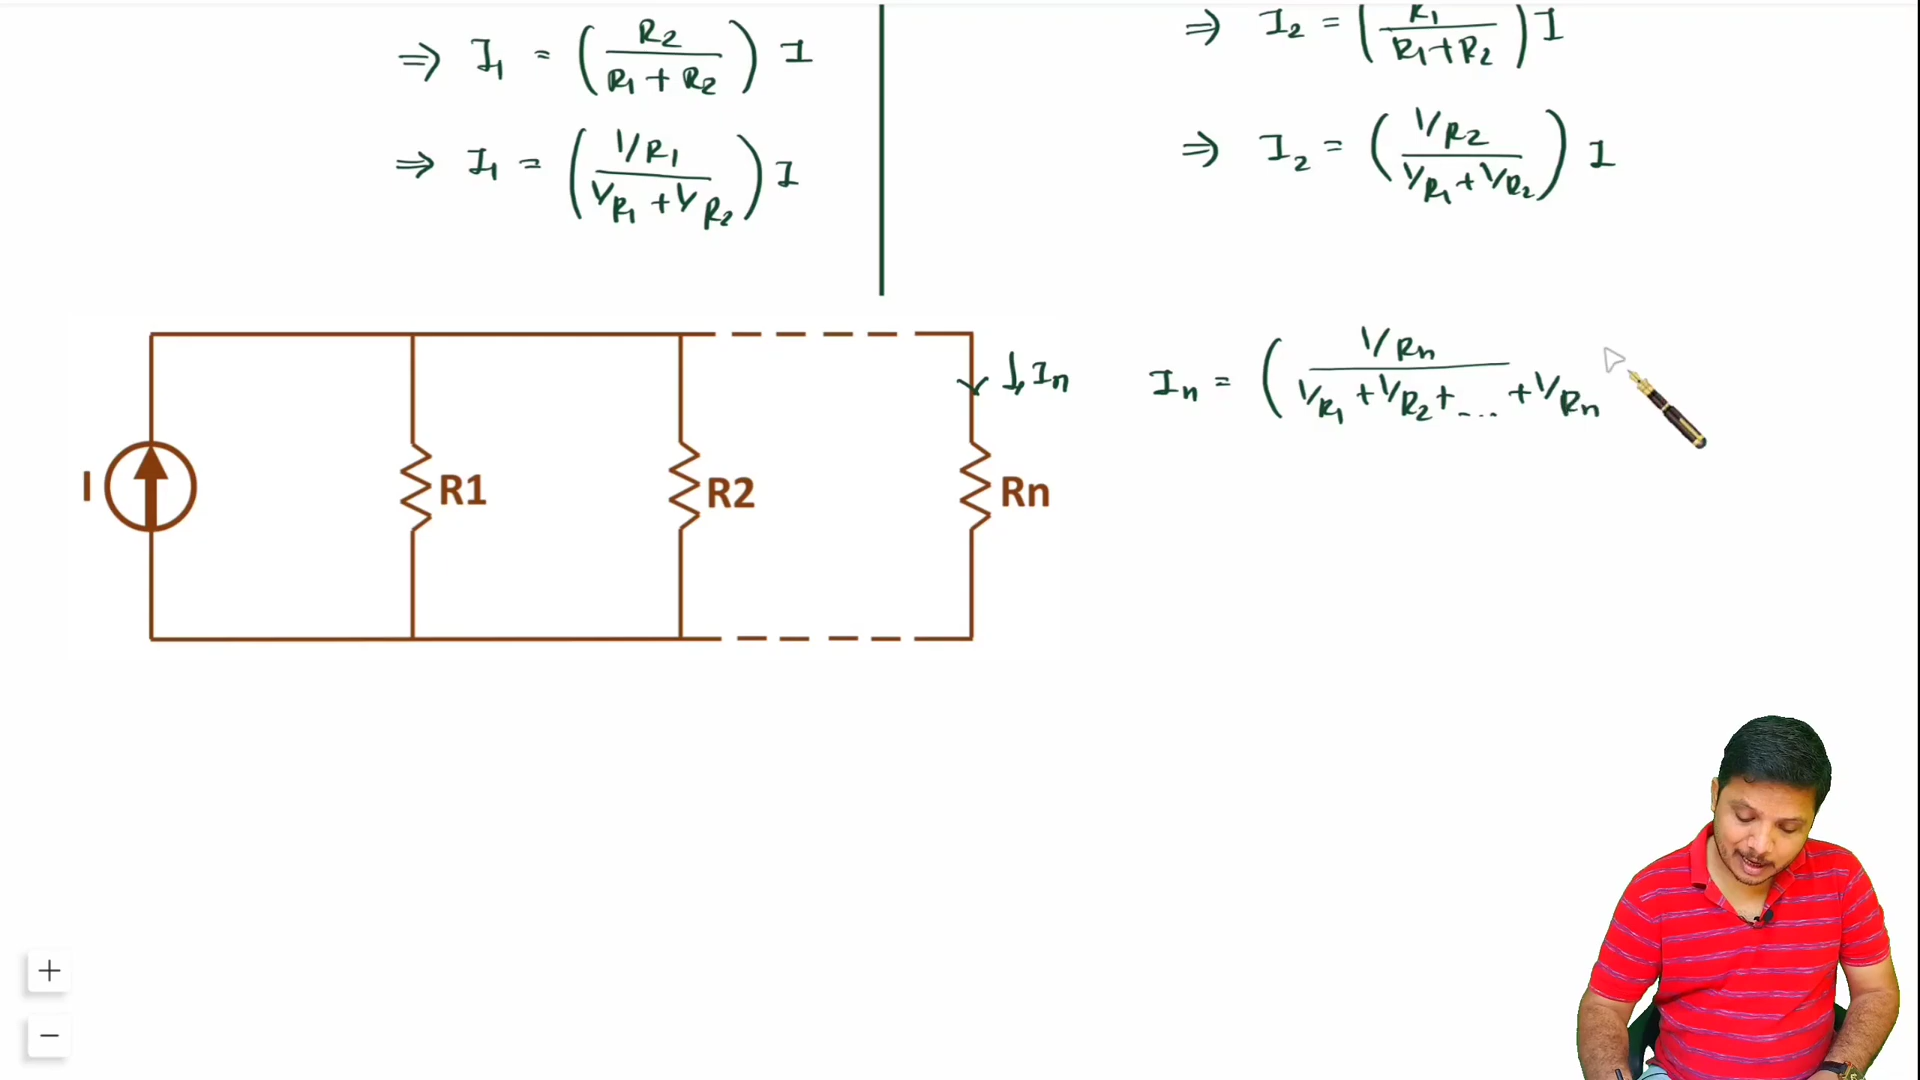 ⇒ I₁ = (R₂ / (R₁ + R₂)) I
⇒ I₁ = ((1/R₁) / (1/R₁ + 1/R₂)) I
⇒ I₂ = (R₁ / (R₁ + R₂)) I
⇒ I₂ = ((1/R₂) / (1/R₁ + 1/R₂)) I
I
R1
R2
Rn
↓ Iₙ
Iₙ = ( (1/Rₙ) / (1/R₁ + 1/R₂ + .... + 1/Rₙ)
+
−